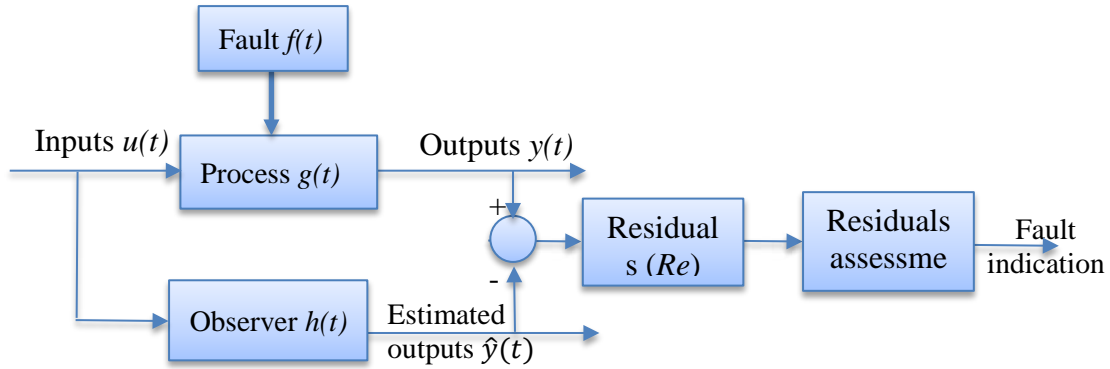 Fault f(t)
Inputs u(t)
Process g(t)
Outputs y(t)
+
-
Residual
s (Re)
Residuals
assessme
Fault
indication
Observer h(t)
Estimated
outputs ŷ(t)